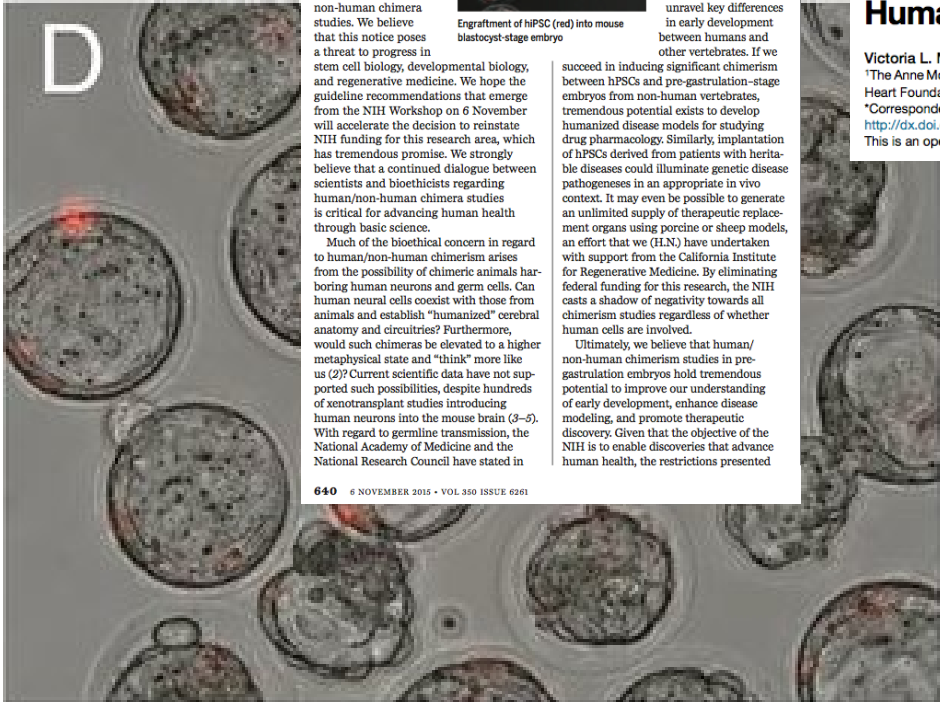 D
non-human chimera
studies. We believe
that this notice poses
a threat to progress in
stem cell biology, developmental biology,
and regenerative medicine. We hope the
guideline recommendations that emerge
from the NIH Workshop on 6 November
will accelerate the decision to reinstate
NIH funding for this research area, which
has tremendous promise. We strongly
believe that a continued dialogue between
scientists and bioethicists regarding
human/non-human chimera studies
is critical for advancing human health
through basic science.
Much of the bioethical concern in regard
to human/non-human chimerism arises
from the possibility of chimeric animals har-
boring human neurons and germ cells. Can
human neural cells coexist with those from
animals and establish “humanized” cerebral
anatomy and circuitries? Furthermore,
would such chimeras be elevated to a higher
metaphysical state and “think” more like
us (2)? Current scientific data have not sup-
ported such possibilities, despite hundreds
of xenotransplant studies introducing
human neurons into the mouse brain (3–5).
With regard to germline transmission, the
National Academy of Medicine and the
National Research Council have stated in
Engraftment of hiPSC (red) into mouse
blastocyst-stage embryo
unravel key differences
in early development
between humans and
other vertebrates. If we
succeed in inducing significant chimerism
between hPSCs and pre-gastrulation–stage
embryos from non-human vertebrates,
tremendous potential exists to develop
humanized disease models for studying
drug pharmacology. Similarly, implantation
of hPSCs derived from patients with herita-
ble diseases could illuminate genetic disease
pathogeneses in an appropriate in vivo
context. It may even be possible to generate
an unlimited supply of therapeutic replace-
ment organs using porcine or sheep models,
an effort that we (H.N.) have undertaken
with support from the California Institute
for Regenerative Medicine. By eliminating
federal funding for this research, the NIH
casts a shadow of negativity towards all
chimerism studies regardless of whether
human cells are involved.
Ultimately, we believe that human/
non-human chimerism studies in pre-
gastrulation embryos hold tremendous
potential to improve our understanding
of early development, enhance disease
modeling, and promote therapeutic
discovery. Given that the objective of the
NIH is to enable discoveries that advance
human health, the restrictions presented
640 6 NOVEMBER 2015 • VOL 350 ISSUE 6261
Huma
Victoria L. M
¹The Anne Mc
Heart Founda
*Corresponde
http://dx.doi.
This is an ope